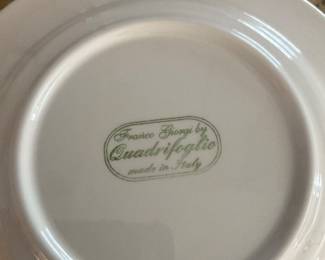 Franco Giorgi by
Quadrifoglio
made in Italy